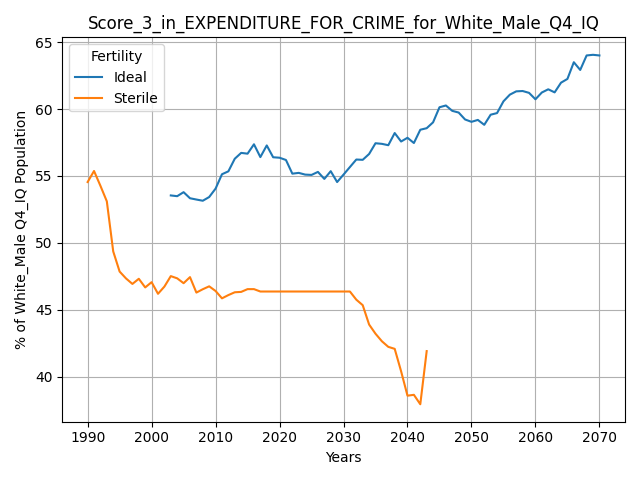 Score_3_in_EXPENDITURE_FOR_CRIME_for_White_Male_Q4_IQ
Fertility
Ideal
Sterile
% of White_Male Q4_IQ Population
65
60
55
50
45
40
1990
2000
2010
2020
2030
2040
2050
2060
2070
Years